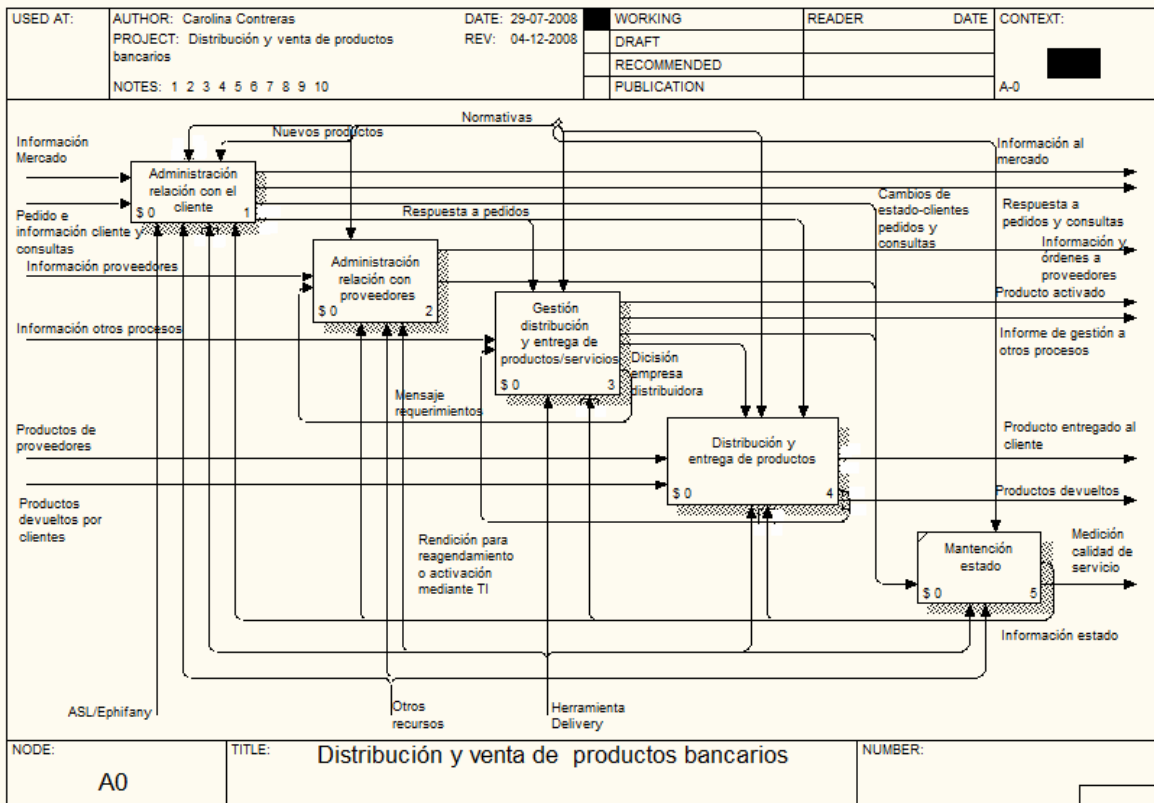 USED AT:
AUTHOR: Carolina Contreras
DATE: 29-07-2008
PROJECT: Distribución y venta de productos
bancarios
REV: 04-12-2008
NOTES: 1 2 3 4 5 6 7 8 9 10
WORKING
DRAFT
RECOMMENDED
PUBLICATION
READER
DATE
CONTEXT:
A-0
Normativas
Nuevos productos
Información
Mercado
Administración
relación con el
cliente
$ 0
1
Información al
mercado
Pedido e
información cliente y
consultas
Respuesta a pedidos
Cambios de
estado-clientes
pedidos y
consultas
Respuesta a
pedidos y consultas
Información y
órdenes a
proveedores
Información proveedores
Administración
relación con
proveedores
$ 0
2
Producto activado
Información otros procesos
Gestión
distribución
y entrega de
productos/servicios
$ 0
3
Informe de gestión a
otros procesos
Dicisión
empresa
distribuidora
Mensaje
requerimientos
Productos de
proveedores
Distribución y
entrega de productos
$ 0
4
Producto entregado al
cliente
Productos
devueltos por
clientes
Productos devueltos
Rendición para
reagendamiento
o activación
mediante TI
Mantención
estado
$ 0
5
Medición
calidad de
servicio
Información estado
ASL/Ephifany
Otros
recursos
Herramienta
Delivery
NODE:
A0
TITLE:
Distribución y venta de productos bancarios
NUMBER: